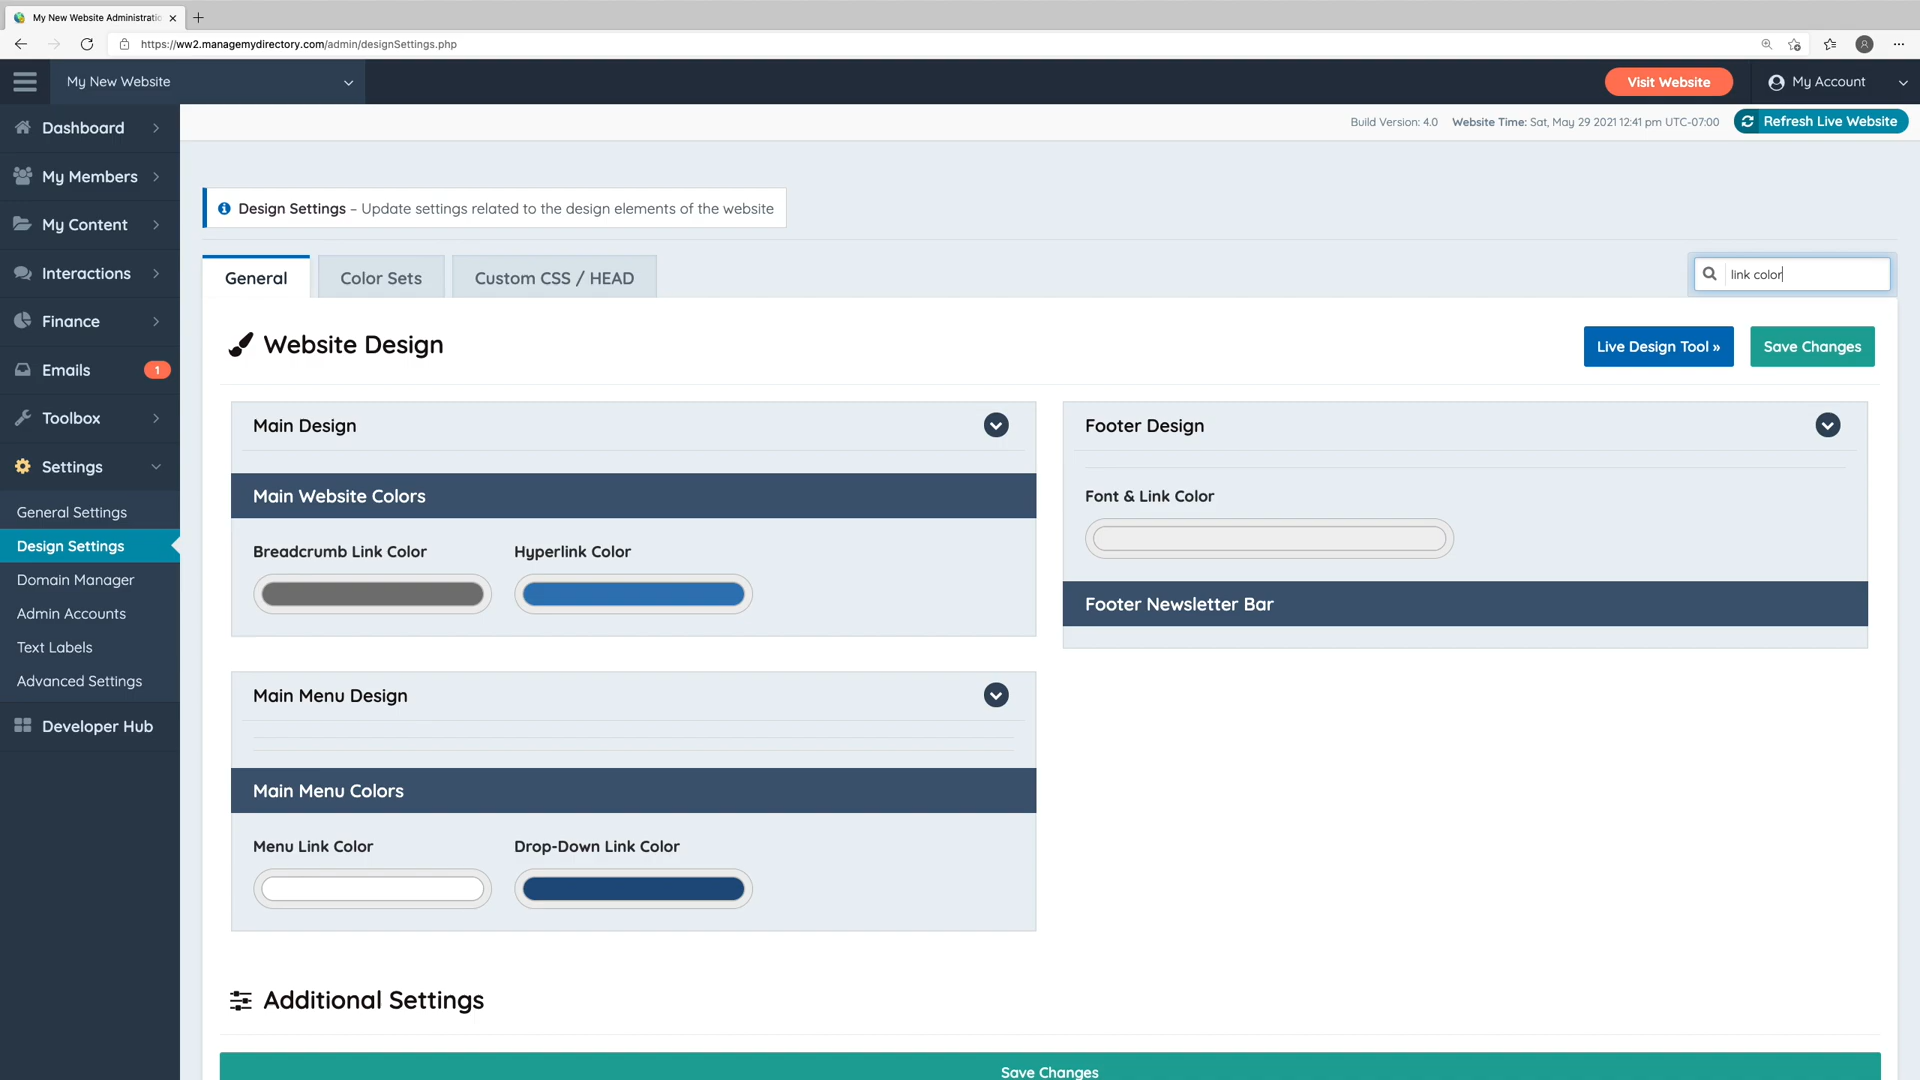 My New Website Administratio
https://ww2.managemydirectory.com/admin/designSettings.php
My New Website
Visit Website
My Account
Build Version: 4.0
Website Time: Sat, May 29 2021 12:41 pm UTC-07:00
Refresh Live Website
Dashboard
My Members
My Content
Interactions
Finance
Emails
1
Toolbox
Settings
General Settings
Design Settings
Domain Manager
Admin Accounts
Text Labels
Advanced Settings
Developer Hub
Design Settings – Update settings related to the design elements of the website
General
Color Sets
Custom CSS / HEAD
link color
Website Design
Live Design Tool »
Save Changes
Main Design
Main Website Colors
Breadcrumb Link Color
Hyperlink Color
Main Menu Design
Main Menu Colors
Menu Link Color
Drop-Down Link Color
Footer Design
Font & Link Color
Footer Newsletter Bar
Additional Settings
Save Changes